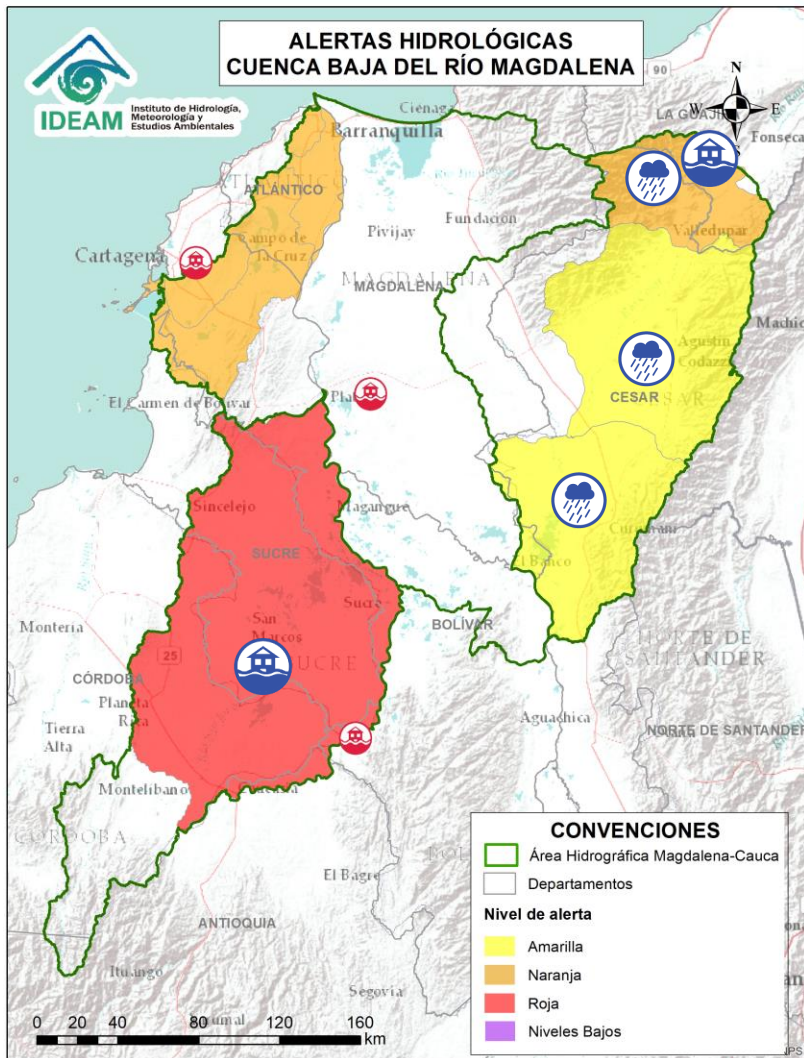 ALERTAS HIDROLÓGICAS
CUENCA BAJA DEL RÍO MAGDALENA
IDEAM
Instituto de Hidrología,
Meteorología y
Estudios Ambientales
90
N
W
E
S
Ciénaga
LA GUAJIRA
Fonseca
Barranquilla
ATLÁNTICO
Fundación
Pivijay
Valledupar
Cartagena
Campo de
la Cruz
MAGDALENA
MAGDALENA
Agustín
Codazzi
CESAR
El Carmen de Bolívar
Sincelejo
Magangué
SUCRE
El Banco
Sucre
BOLÍVAR
San
Marcos
SUCRE
Montería
25
NORTE DE
SANTANDER
CÓRDOBA
Planeta
Rica
Aguachica
Tierra
Alta
NORTE DE SANTANDER
Montelibano
CÓRDOBA
El Bagre
ANTIOQUIA
Ituango
Segovia
CONVENCIONES
Área Hidrográfica Magdalena-Cauca
Departamentos
Nivel de alerta
Amarilla
Naranja
Roja
Niveles Bajos
0 20 40 80 120 160
km